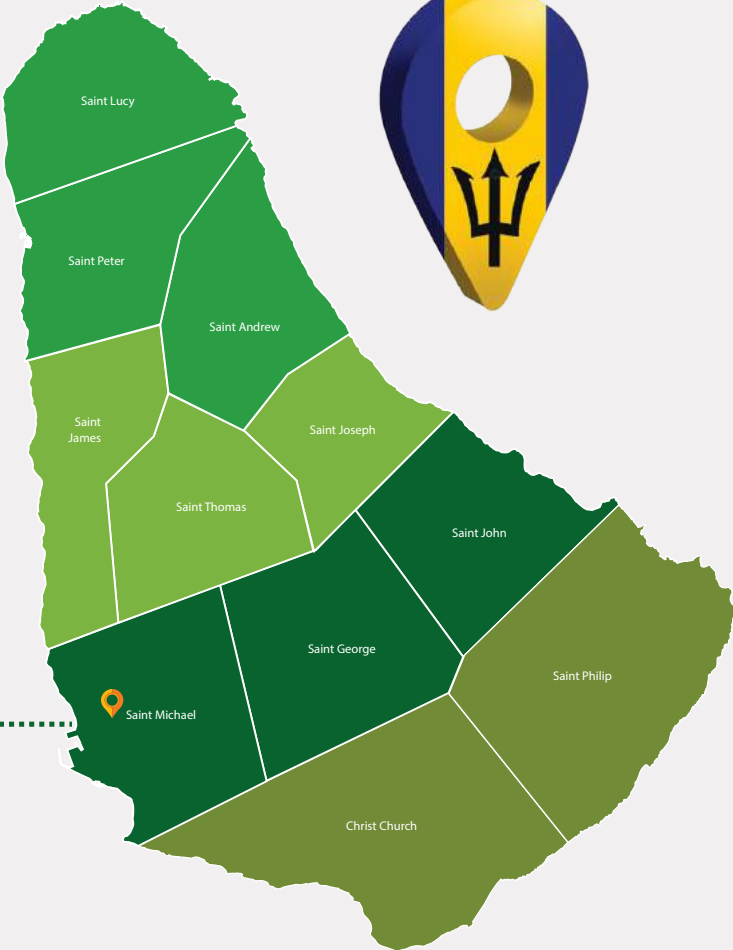 Saint Lucy
Saint Peter
Saint Andrew
Saint
James
Saint Joseph
Saint Thomas
Saint John
Saint George
Saint Philip
Saint Michael
Christ Church